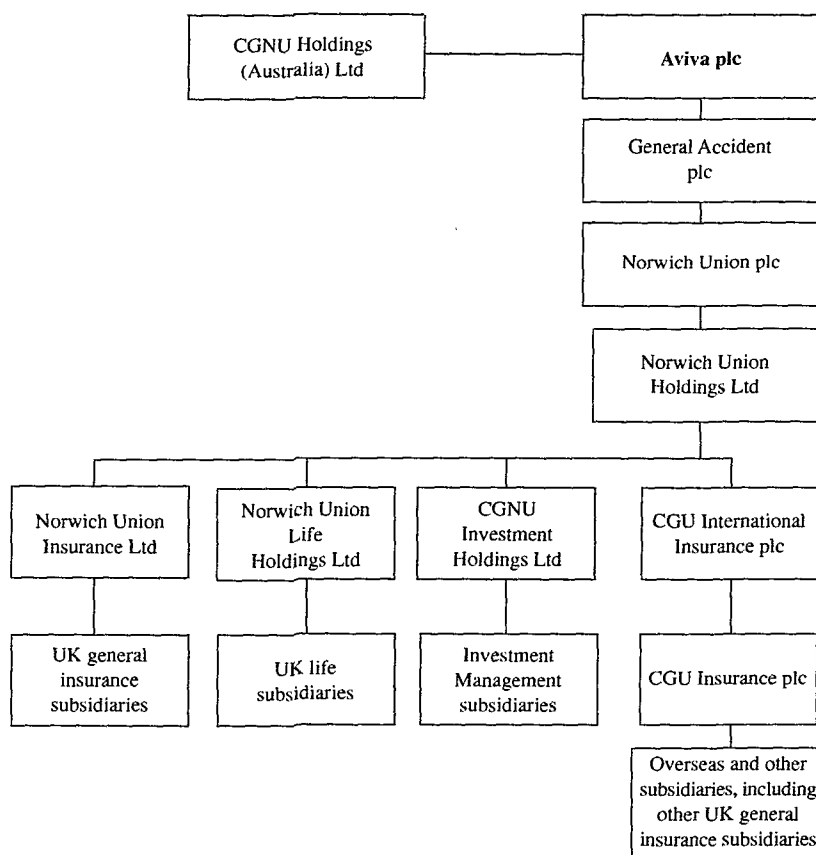 CGNU Holdings
(Australia) Ltd
Aviva plc
General Accident
plc
Norwich Union plc
Norwich Union
Holdings Ltd
Norwich Union
Insurance Ltd
Norwich Union
Life
Holdings Ltd
CGNU
Investment
Holdings Ltd
CGU International
Insurance plc
UK general
insurance
subsidiaries
UK life
subsidiaries
Investment
Management
subsidiaries
CGU Insurance plc
Overseas and other
subsidiaries, including
other UK general
insurance subsidiaries